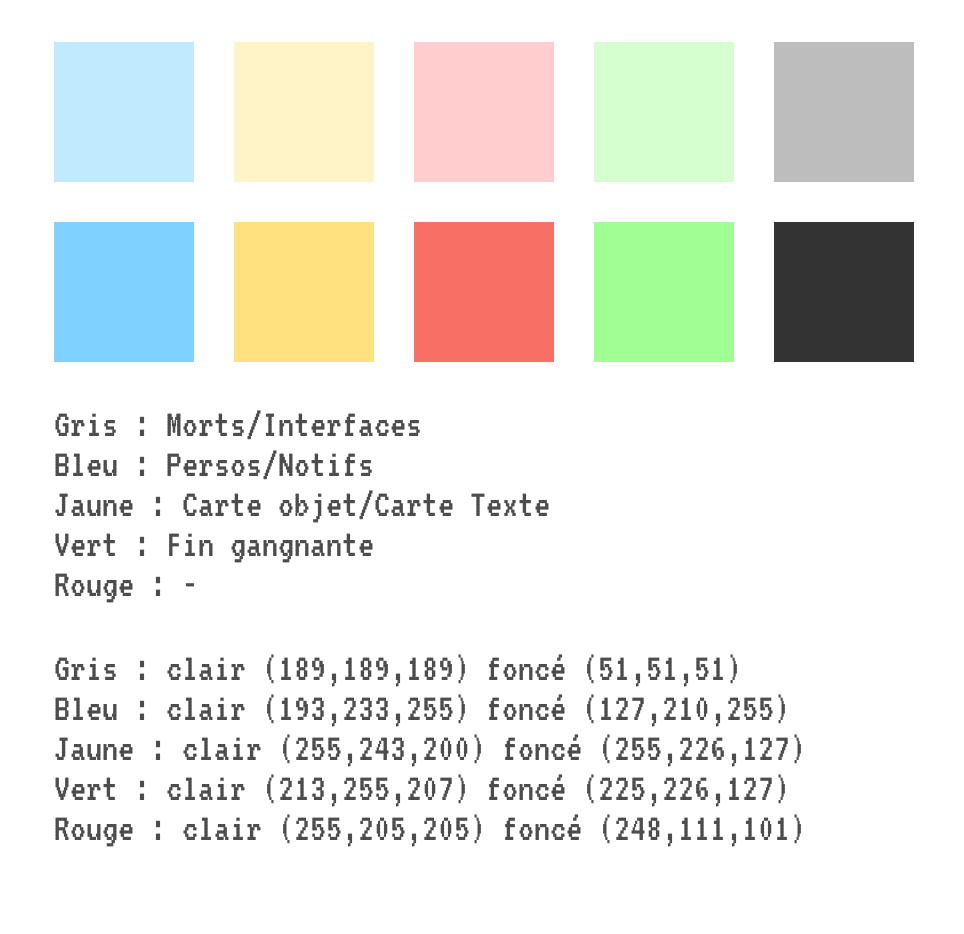 Gris : Morts/Interfaces
Bleu : Persos/Notifs
Jaune : Carte objet/Carte Texte
Vert : Fin gangnante
Rouge : -
Gris : clair (189,189,189) foncé (51,51,51)
Bleu : clair (193,233,255) foncé (127,210,255)
Jaune : clair (255,243,200) foncé (255,226,127)
Vert : clair (213,255,207) foncé (225,226,127)
Rouge : clair (255,205,205) foncé (248,111,101)